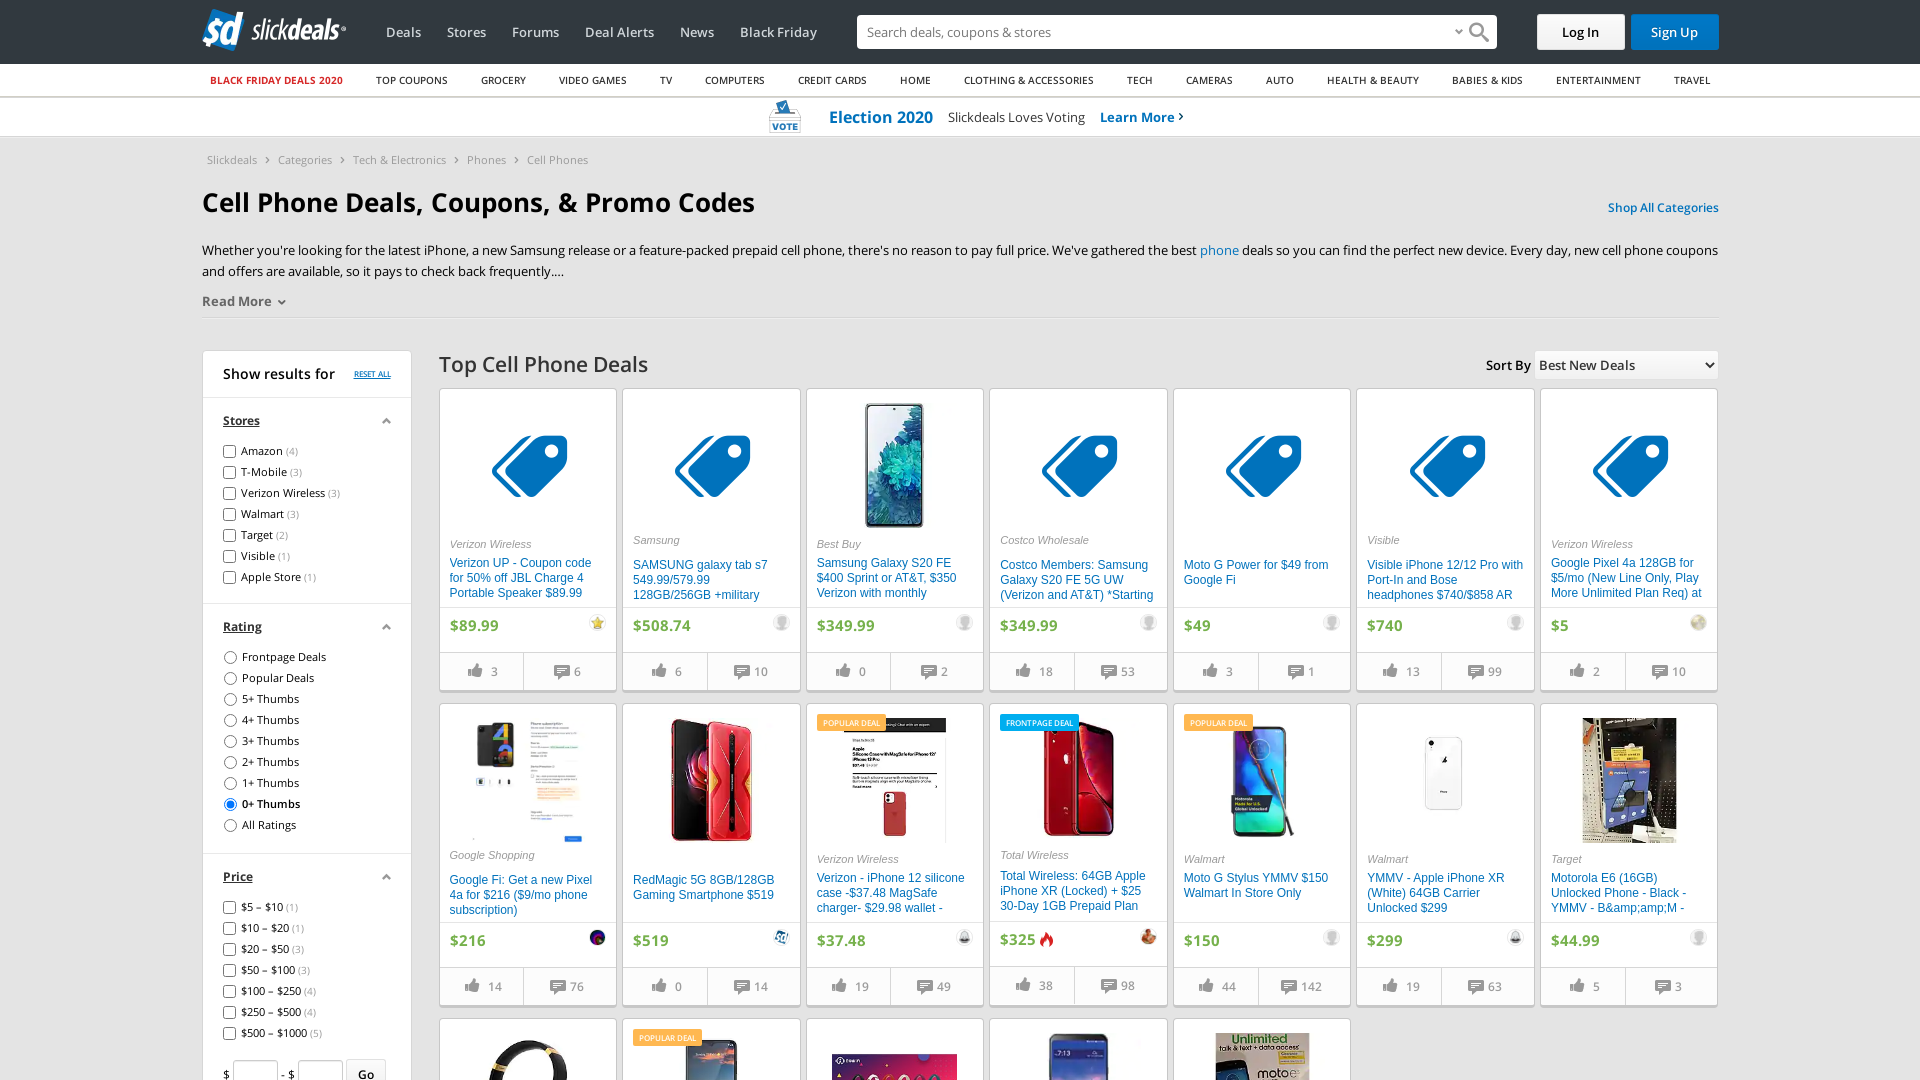 slickdeals
Deals Stores Forums Deal Alerts News Black Friday
Search deals, coupons & stores
Log In Sign Up
BLACK FRIDAY DEALS 2020 TOP COUPONS GROCERY VIDEO GAMES TV COMPUTERS CREDIT CARDS HOME CLOTHING & ACCESSORIES TECH CAMERAS AUTO HEALTH & BEAUTY BABIES & KIDS ENTERTAINMENT TRAVEL
VOTE Election 2020 Slickdeals Loves Voting Learn More
Slickdeals > Categories > Tech & Electronics > Phones > Cell Phones
Cell Phone Deals, Coupons, & Promo Codes
Shop All Categories
Whether you're looking for the latest iPhone, a new Samsung release or a feature-packed prepaid cell phone, there's no reason to pay full price. We've gathered the best phone deals so you can find the perfect new device. Every day, new cell phone coupons
and offers are available, so it pays to check back frequently....
Read More
Show results for RESET ALL
Stores
Amazon (4)
T-Mobile (3)
Verizon Wireless (3)
Walmart (3)
Target (2)
Visible (1)
Apple Store (1)
Rating
Frontpage Deals
Popular Deals
5+ Thumbs
4+ Thumbs
3+ Thumbs
2+ Thumbs
1+ Thumbs
0+ Thumbs
All Ratings
Price
$5 – $10 (1)
$10 – $20 (1)
$20 – $50 (3)
$50 – $100 (3)
$100 – $250 (4)
$250 – $500 (4)
$500 – $1000 (5)
$ - $ Go
Top Cell Phone Deals
Sort By Best New Deals
Verizon Wireless
Verizon UP - Coupon code
for 50% off JBL Charge 4
Portable Speaker $89.99
$89.99
3 6
Samsung
SAMSUNG galaxy tab s7
549.99/579.99
128GB/256GB +military
$508.74
6 10
Best Buy
Samsung Galaxy S20 FE
$400 Sprint or AT&T, $350
Verizon with monthly
$349.99
0 2
Costco Wholesale
Costco Members: Samsung
Galaxy S20 FE 5G UW
(Verizon and AT&T) *Starting
$349.99
18 53
Moto G Power for $49 from
Google Fi
$49
3 1
Visible
Visible iPhone 12/12 Pro with
Port-In and Bose
headphones $740/$858 AR
$740
13 99
Verizon Wireless
Google Pixel 4a 128GB for
$5/mo (New Line Only, Play
More Unlimited Plan Req) at
$5
2 10
Google Shopping
Google Fi: Get a new Pixel
4a for $216 ($9/mo phone
subscription)
$216
14 76
RedMagic 5G 8GB/128GB
Gaming Smartphone $519
$519
0 14
POPULAR DEAL
Verizon Wireless
Verizon - iPhone 12 silicone
case -$37.48 MagSafe
charger- $29.98 wallet -
$37.48
19 49
FRONTPAGE DEAL
Total Wireless
Total Wireless: 64GB Apple
iPhone XR (Locked) + $25
30-Day 1GB Prepaid Plan
$325
38 98
POPULAR DEAL
Walmart
Moto G Stylus YMMV $150
Walmart In Store Only
$150
44 142
Walmart
YMMV - Apple iPhone XR
(White) 64GB Carrier
Unlocked $299
$299
19 63
Target
Motorola E6 (16GB)
Unlocked Phone - Black -
YMMV - B&amp;amp;M -
$44.99
5 3
POPULAR DEAL
7:13
Unlimited
talk & text + data access
moto e